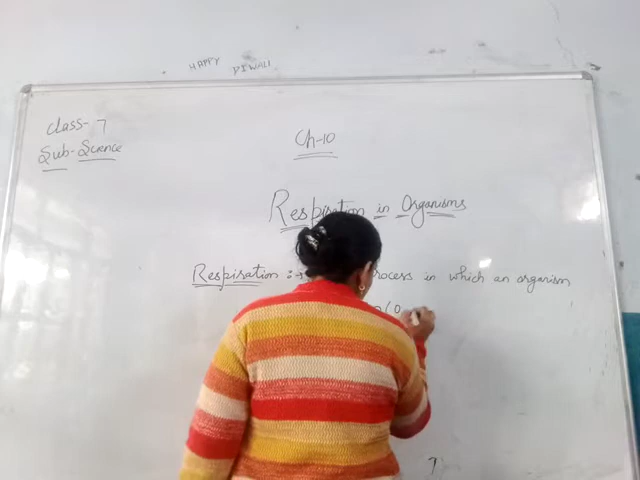 HAPPY DIWALI
Class- 7
Sub- Science
Ch-10
Respiration in Organisms
Respiration :- Process in which an organism